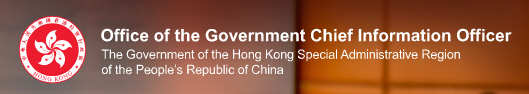 Office of the Government Chief Information Officer
The Government of the Hong Kong Special Administrative Region
of the People's Republic of China
HONG KONG